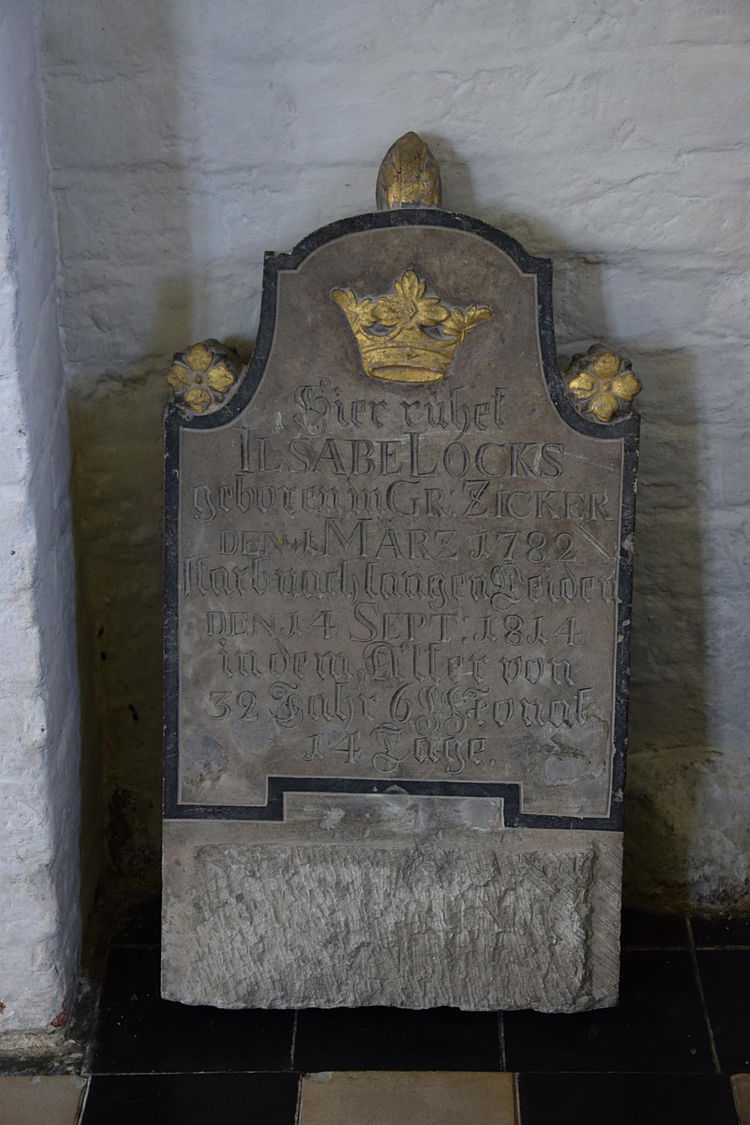 Hier ruhet
ILSABE LOCKS
geboren in GR. ZICKER
DEN 1. MÄRZ 1782
starb nach langen Leiden
DEN 14 SEPT: 1814.
in dem Alter von
32 Jahr 6 Monat
14 Tage.